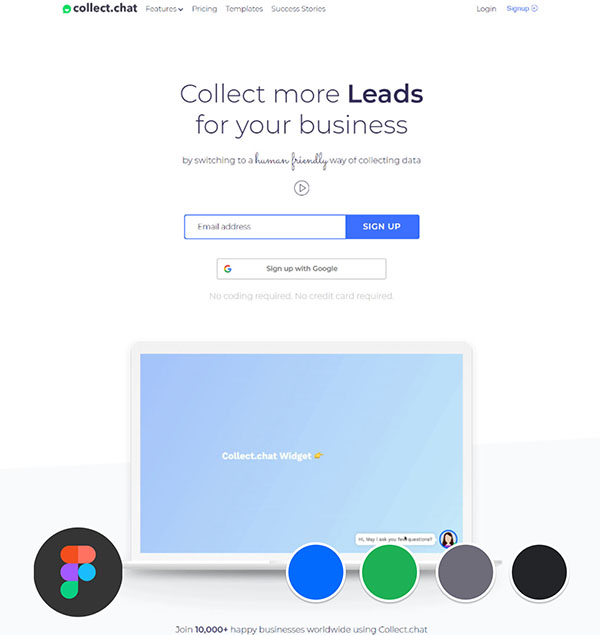 collect.chat Features Pricing Templates Success Stories Login Signup
Collect more Leads
for your business
by switching to a human friendly way of collecting data
Email address SIGN UP
Sign up with Google
No coding required. No credit card required.
Collect.chat Widget 👉
Hi, May I ask you few questions?
Join 10,000+ happy businesses worldwide using Collect.chat